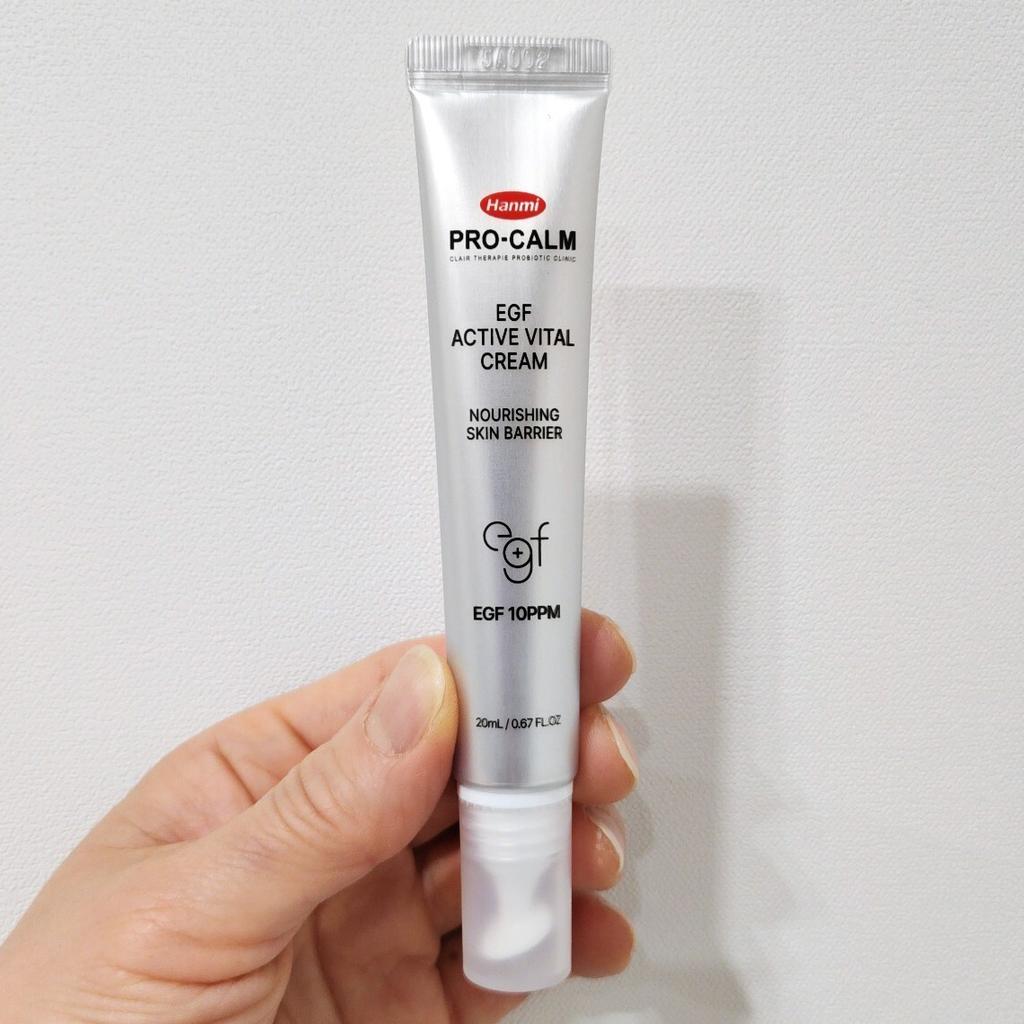 Hanmi
PRO-CALM
CLAIR THERAPIE PROBIOTIC CLINIC
EGF
ACTIVE VITAL
CREAM
NOURISHING
SKIN BARRIER
egf
EGF 10PPM
20mL / 0.67 FL.OZ